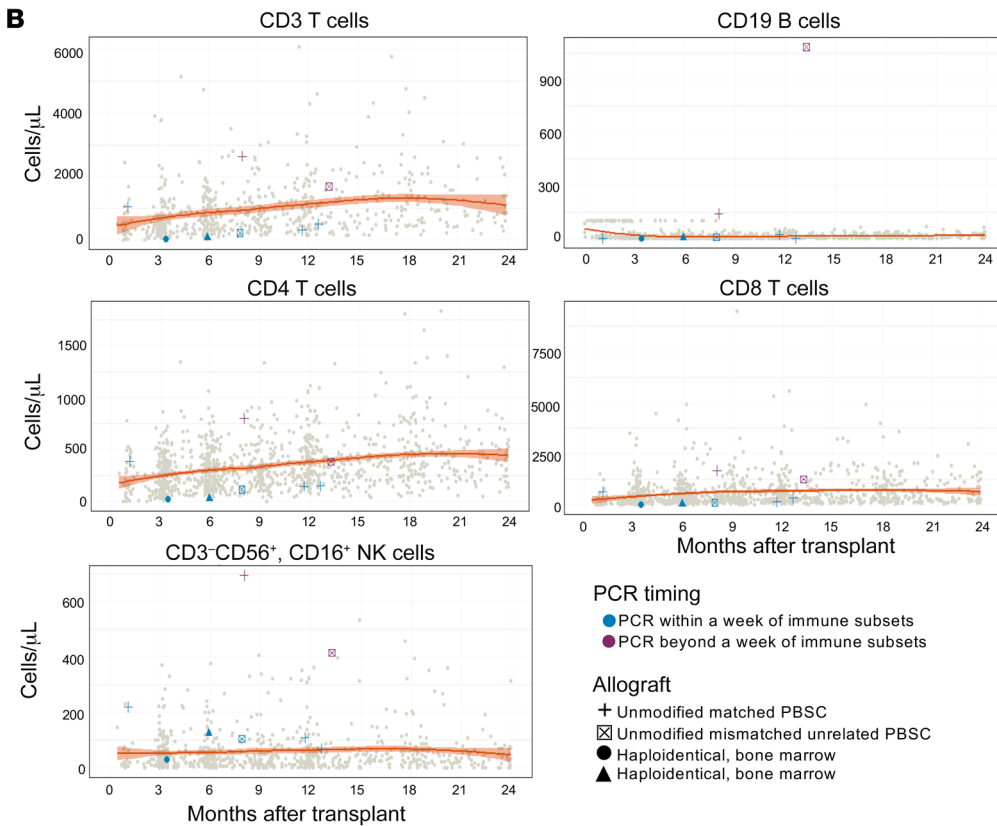 B
CD3 T cells
Cells/μL
6000
4000
2000
0
0 3 6 9 12 15 18 21 24
CD19 B cells
900
600
300
0
0 3 6 9 12 15 18 21 24
CD4 T cells
Cells/μL
1500
1000
500
0
0 3 6 9 12 15 18 21 24
CD8 T cells
7500
5000
2500
0
0 3 6 9 12 15 18 21 24
Months after transplant
CD3⁻CD56⁺, CD16⁺ NK cells
Cells/μL
600
400
200
0
0 3 6 9 12 15 18 21 24
Months after transplant
PCR timing
PCR within a week of immune subsets
PCR beyond a week of immune subsets
Allograft
Unmodified matched PBSC
Unmodified mismatched unrelated PBSC
Haploidentical, bone marrow
Haploidentical, bone marrow